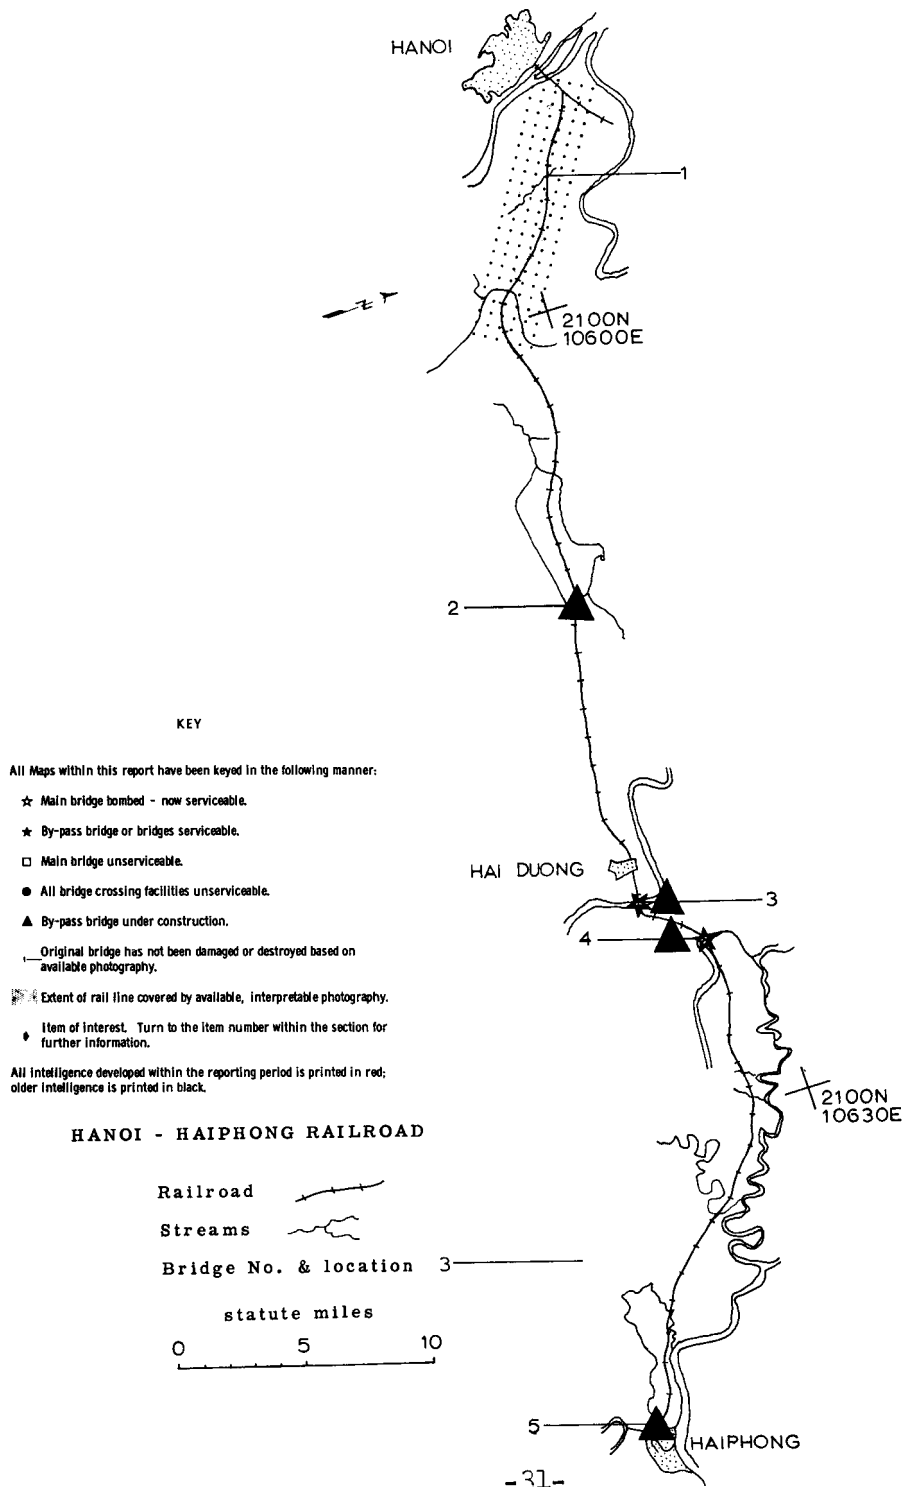 HANOI
1
N
2100N
10600E
2
KEY
All Maps within this report have been keyed in the following manner:
Main bridge bombed - now serviceable.
By-pass bridge or bridges serviceable.
Main bridge unserviceable.
All bridge crossing facilities unserviceable.
By-pass bridge under construction.
Original bridge has not been damaged or destroyed based on
available photography.
Extent of rail line covered by available, interpretable photography.
Item of interest. Turn to the item number within the section for
further information.
All intelligence developed within the reporting period is printed in red;
older intelligence is printed in black.
HAI DUONG
3
4
2100N
10630E
HANOI - HAIPHONG RAILROAD
Railroad
Streams
Bridge No. & location 3
statute miles
0 5 10
5
HAIPHONG
-31-